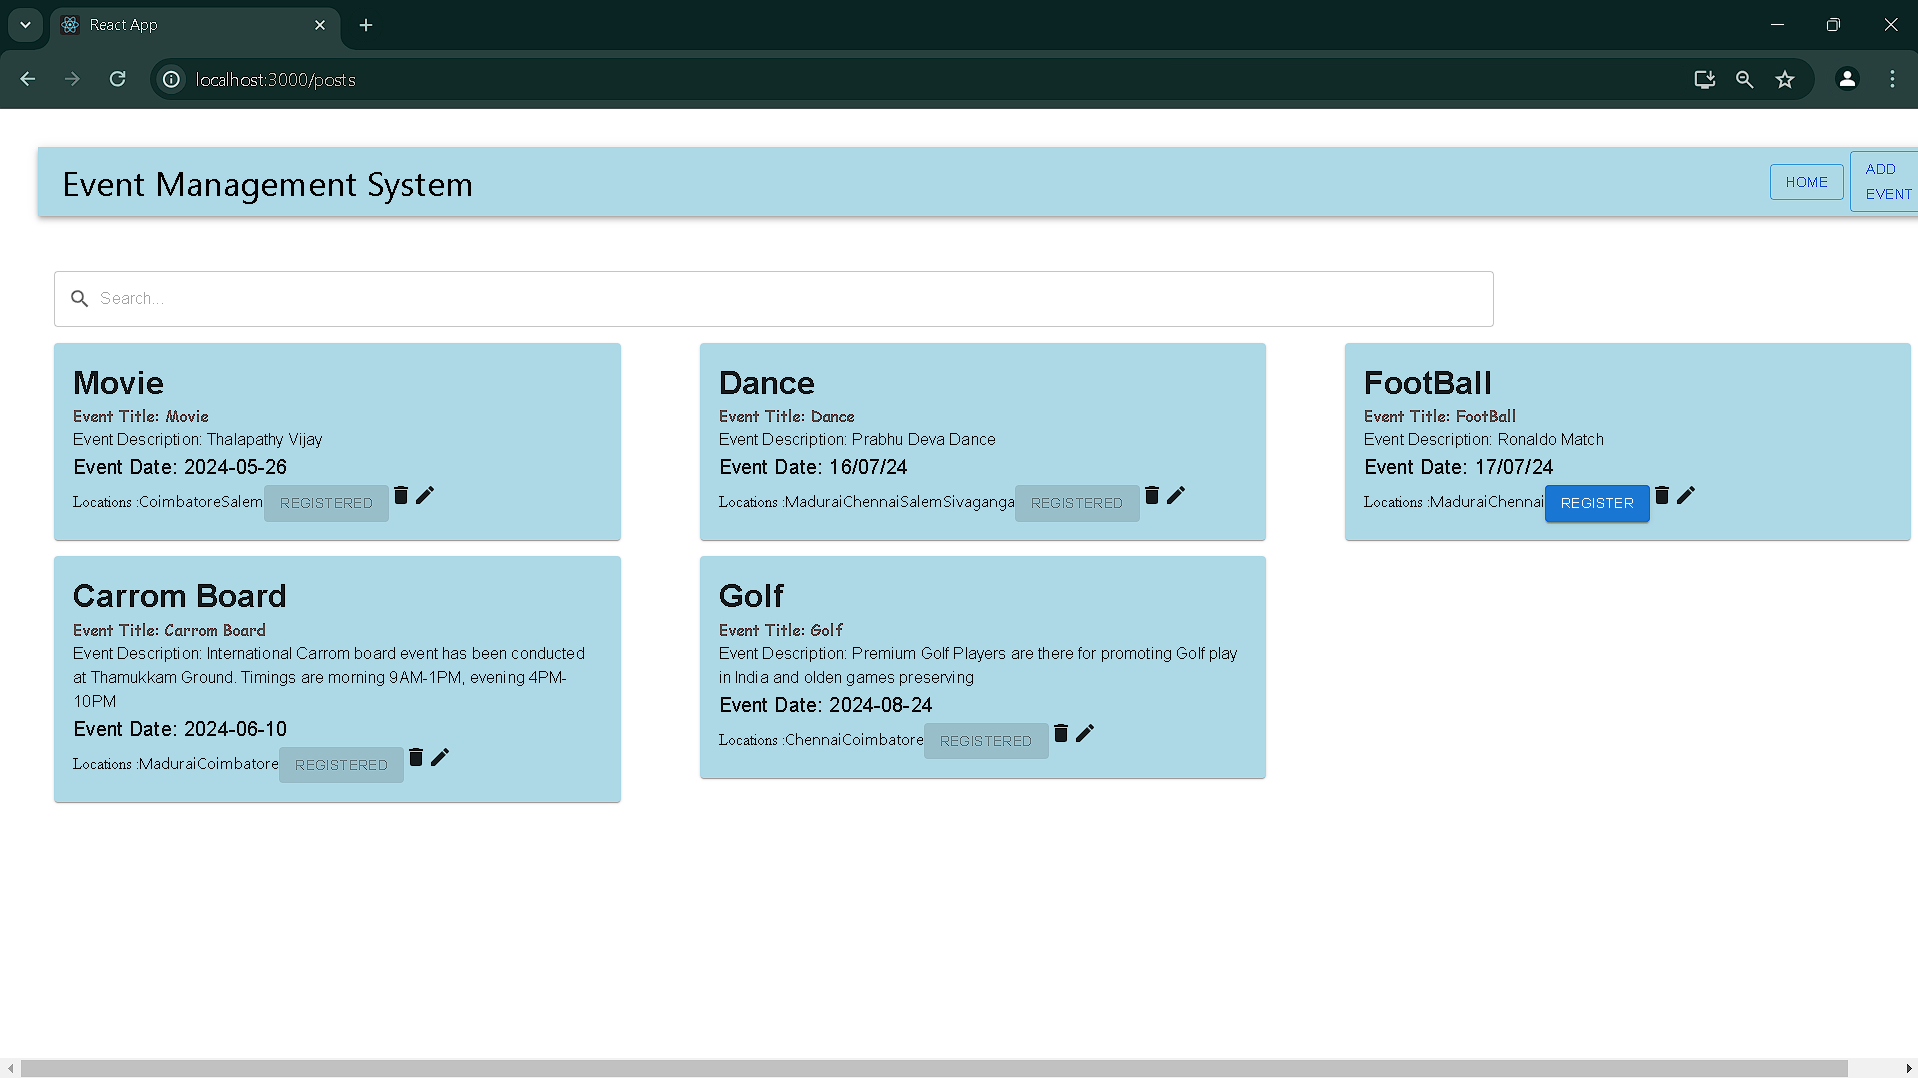 React App
localhost:3000/posts
Event Management System
HOME
ADD
EVENT
Search...
Movie
Event Title: Movie
Event Description: Thalapathy Vijay
Event Date: 2024-05-26
Locations :CoimbatoreSalem REGISTERED
Dance
Event Title: Dance
Event Description: Prabhu Deva Dance
Event Date: 16/07/24
Locations :MaduraiChennaiSalemSivaganga REGISTERED
FootBall
Event Title: FootBall
Event Description: Ronaldo Match
Event Date: 17/07/24
Locations :MaduraiChennai REGISTER
Carrom Board
Event Title: Carrom Board
Event Description: International Carrom board event has been conducted
at Thamukkam Ground. Timings are morning 9AM-1PM, evening 4PM-
10PM
Event Date: 2024-06-10
Locations :MaduraiCoimbatore REGISTERED
Golf
Event Title: Golf
Event Description: Premium Golf Players are there for promoting Golf play
in India and olden games preserving
Event Date: 2024-08-24
Locations :ChennaiCoimbatore REGISTERED